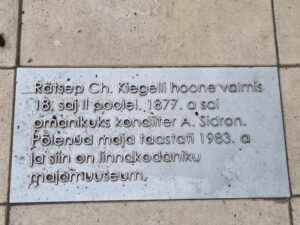 Rätsep Ch. Kiegelli hoone valmis
18. saj II poolel. 1877. a sai
omanikuks kondiiter A. Sidron.
Põlenud maja taastati 1983. a
ja siin on linnakodaniku
majamuuseum.